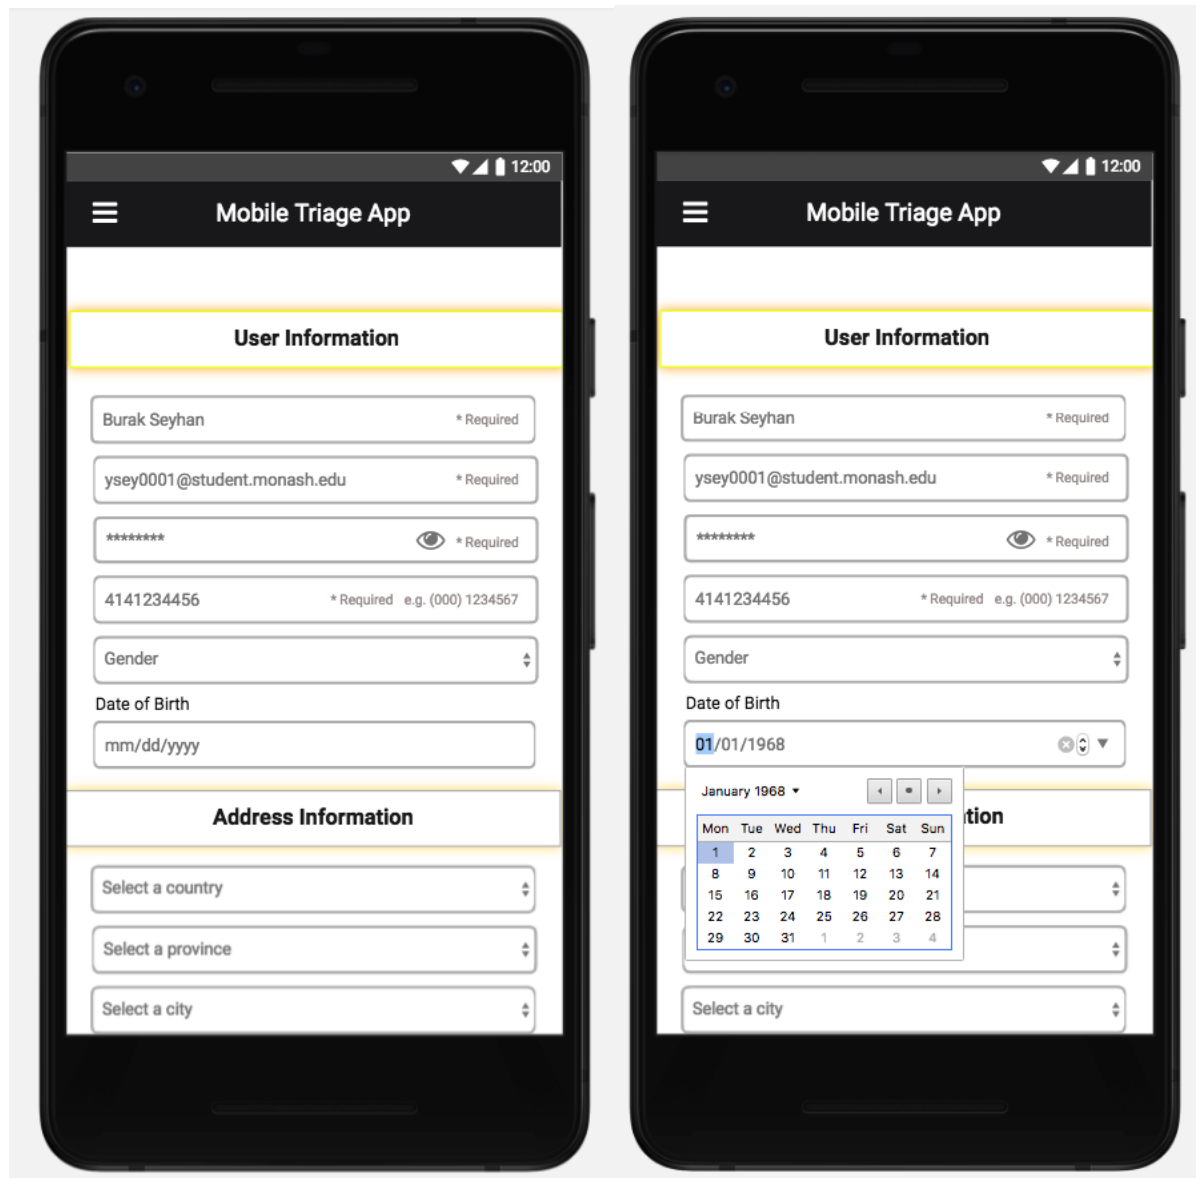 12:00
Mobile Triage App
User Information
Burak Seyhan * Required
ysey0001@student.monash.edu * Required
******** * Required
4141234456 * Required e.g. (000) 1234567
Gender
Date of Birth
mm/dd/yyyy
Address Information
Select a country
Select a province
Select a city
12:00
Mobile Triage App
User Information
Burak Seyhan * Required
ysey0001@student.monash.edu * Required
******** * Required
4141234456 * Required e.g. (000) 1234567
Gender
Date of Birth
01/01/1968
January 1968
tion
Mon Tue Wed Thu Fri Sat Sun
1 2 3 4 5 6 7
8 9 10 11 12 13 14
15 16 17 18 19 20 21
22 23 24 25 26 27 28
29 30 31 1 2 3 4
Select a city